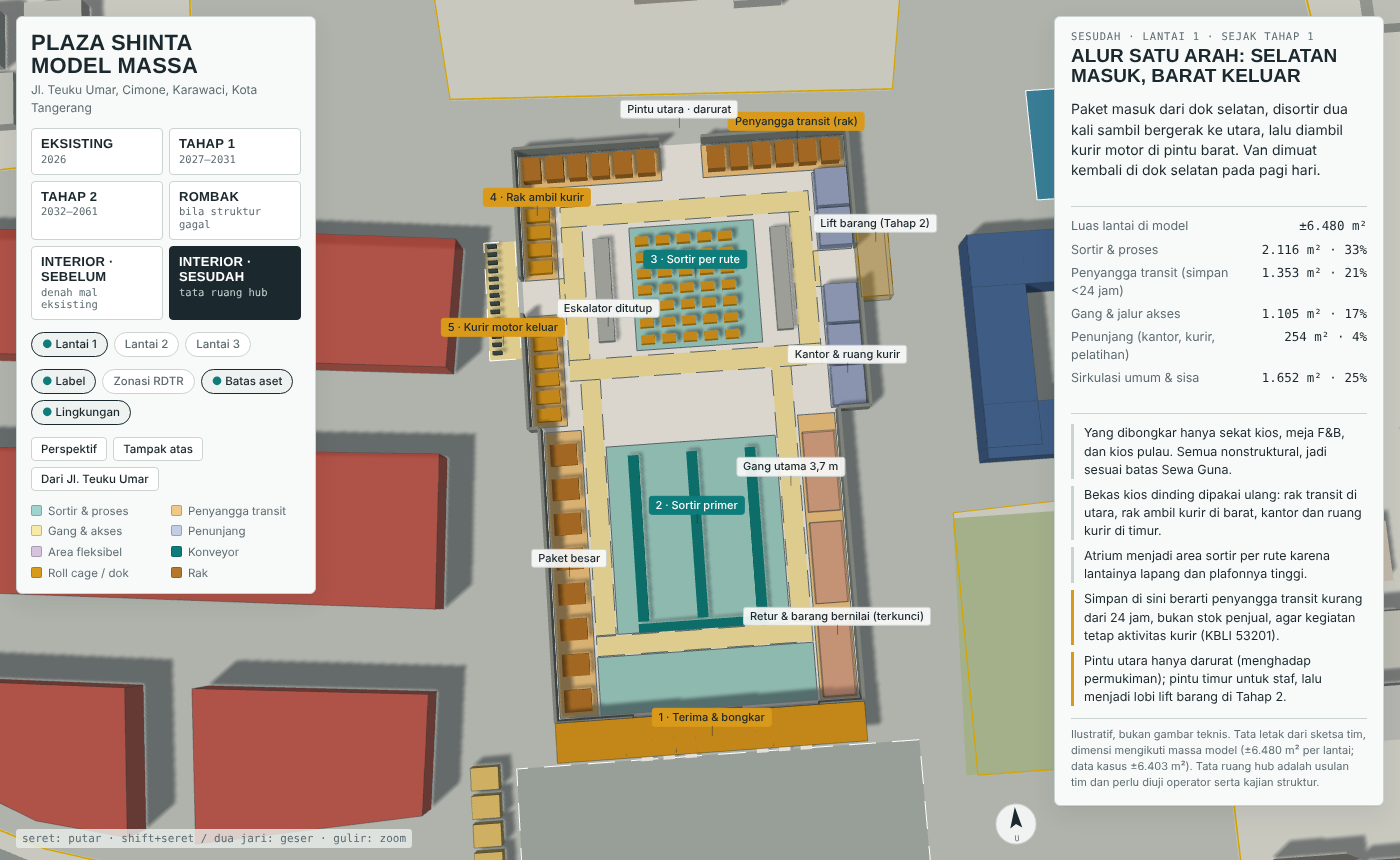 PLAZA SHINTA
MODEL MASSA
Jl. Teuku Umar, Cimone, Karawaci, Kota
Tangerang
EKSISTING
2026
TAHAP 1
2027–2031
TAHAP 2
2032–2061
ROMBAK
bila struktur
gagal
INTERIOR ·
SEBELUM
denah mal
eksisting
INTERIOR ·
SESUDAH
tata ruang hub
Lantai 1
Lantai 2
Lantai 3
Label
Zonasi RDTR
Batas aset
Lingkungan
Perspektif
Tampak atas
Dari Jl. Teuku Umar
Sortir & proses
Penyangga transit
Gang & akses
Penunjang
Area fleksibel
Konveyor
Roll cage / dok
Rak
seret: putar · shift+seret / dua jari: geser · gulir: zoom
Pintu utara · darurat
Penyangga transit (rak)
4 · Rak ambil kurir
Lift barang (Tahap 2)
3 · Sortir per rute
Eskalator ditutup
5 · Kurir motor keluar
Kantor & ruang kurir
Gang utama 3,7 m
2 · Sortir primer
Paket besar
Retur & barang bernilai (terkunci)
1 · Terima & bongkar
U
SESUDAH · LANTAI 1 · SEJAK TAHAP 1
ALUR SATU ARAH: SELATAN
MASUK, BARAT KELUAR
Paket masuk dari dok selatan, disortir dua
kali sambil bergerak ke utara, lalu diambil
kurir motor di pintu barat. Van dimuat
kembali di dok selatan pada pagi hari.
Luas lantai di model ±6.480 m²
Sortir & proses 2.116 m² · 33%
Penyangga transit (simpan 1.353 m² · 21%
<24 jam)
Gang & jalur akses 1.105 m² · 17%
Penunjang (kantor, kurir, 254 m² · 4%
pelatihan)
Sirkulasi umum & sisa 1.652 m² · 25%
Yang dibongkar hanya sekat kios, meja F&B,
dan kios pulau. Semua nonstruktural, jadi
sesuai batas Sewa Guna.
Bekas kios dinding dipakai ulang: rak transit di
utara, rak ambil kurir di barat, kantor dan ruang
kurir di timur.
Atrium menjadi area sortir per rute karena
lantainya lapang dan plafonnya tinggi.
Simpan di sini berarti penyangga transit kurang
dari 24 jam, bukan stok penjual, agar kegiatan
tetap aktivitas kurir (KBLI 53201).
Pintu utara hanya darurat (menghadap
permukiman); pintu timur untuk staf, lalu
menjadi lobi lift barang di Tahap 2.
Ilustratif, bukan gambar teknis. Tata letak dari sketsa tim,
dimensi mengikuti massa model (±6.480 m² per lantai;
data kasus ±6.403 m²). Tata ruang hub adalah usulan
tim dan perlu diuji operator serta kajian struktur.